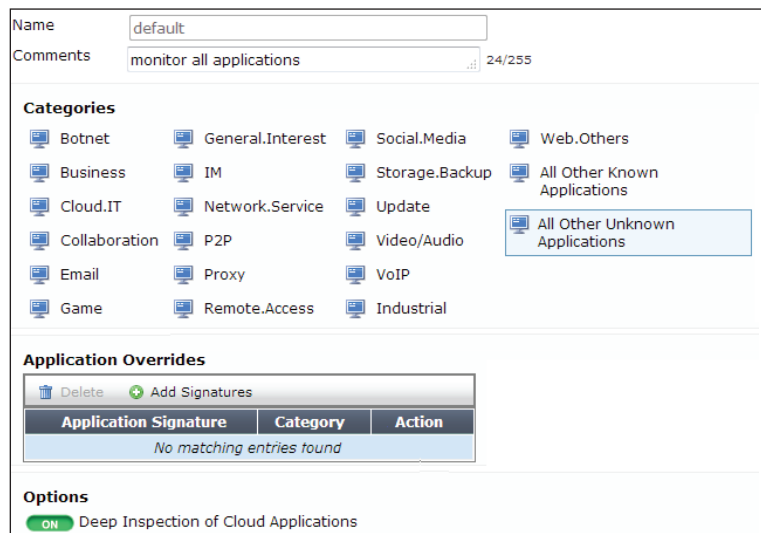 Name default
Comments monitor all applications 24/255
Categories
Botnet General.Interest Social.Media Web.Others
Business IM Storage.Backup All Other Known
Applications
Cloud.IT Network.Service Update All Other Unknown
Applications
Collaboration P2P Video/Audio
Email Proxy VoIP
Game Remote.Access Industrial
Application Overrides
Delete Add Signatures
Application Signature Category Action
No matching entries found
Options
ON Deep Inspection of Cloud Applications